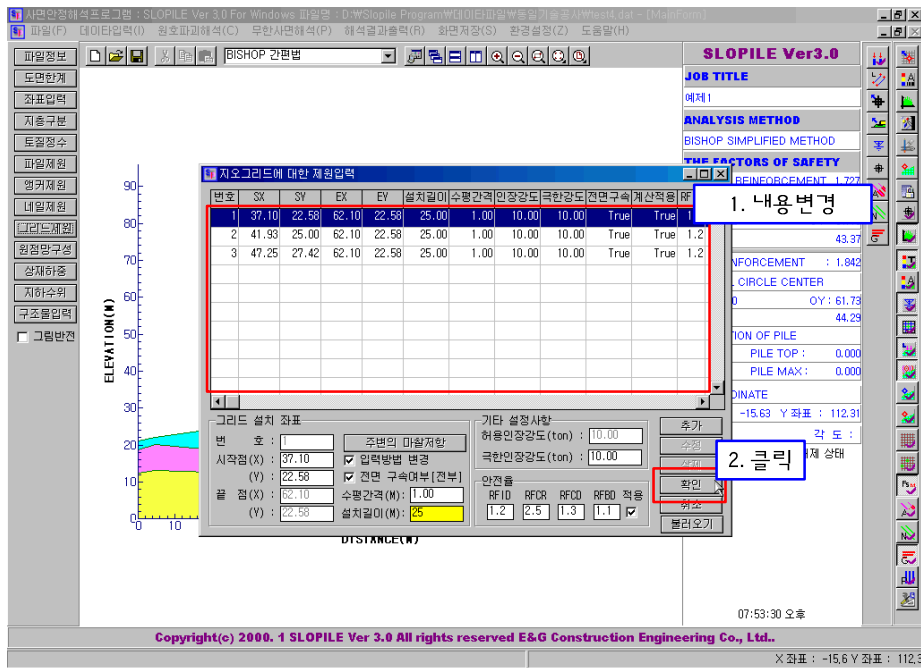 사면안정해석프로그램 : SLOPILE Ver 3,0 For Windows 파일명 : D:₩Slopile Program₩데이타파일₩동일기술공사₩test4,dat - [MainForm]
파일(F) 데이타입력(I) 원호파괴해석(C) 무한사면해석(P) 해석결과출력(R) 화면저장(S) 환경설정(Z) 도움말(H)
파일정보
BISHOP 간편법
도면한계
좌표입력
지층구분
토질정수
파일제원
앵커제원
네일제원
그리드제원
원점망구성
상재하중
지하수위
구조물입력
그림반전
SLOPILE Ver3.0
JOB TITLE
예제1
ANALYSIS METHOD
BISHOP SIMPLIFIED METHOD
THE FACTORS OF SAFETY
REINFORCEMENT 1.727
43.37
NFORCEMENT : 1.842
CIRCLE CENTER
0 OY : 61.73
44.29
ION OF PILE
PILE TOP : 0.000
PILE MAX : 0.000
DINATE
-15.63 Y 좌표 : 112.31
각 도 :
제 상태
07:53:30 오후
ELEVATION(M)
90
80
70
60
50
40
30
20
10
0
0 10
DISTANCE(M)
지오그리드에 대한 제원입력
번호 SX SY EX EY 설치길이 수평간격 인장강도 극한강도 전면구속 계산적용 RF
1 37.10 22.58 62.10 22.58 25.00 1.00 10.00 10.00 True True
2 41.93 25.00 62.10 22.58 25.00 1.00 10.00 10.00 True True 1.2
3 47.25 27.42 62.10 22.58 25.00 1.00 10.00 10.00 True True 1.2
그리드 설치 좌표
번 호 : 1
주변의 마찰저항
시작점(X) : 37.10
입력방법 변경
(Y) : 22.58
전면 구속여부[전부]
끝 점(X) : 62.10
수평간격(M): 1.00
(Y) : 22.58
설치길이(M): 25
기타 설정사항
허용인장강도(ton) : 10.00
극한인장강도(ton) : 10.00
안전율
RFID RFCR RFCD RFBD 적용
1.2 2.5 1.3 1.1
추가
수정
삭제
확인
취소
불러오기
1. 내용변경
2. 클릭
Copyright(c) 2000. 1 SLOPILE Ver 3.0 All rights reserved E&G Construction Engineering Co., Ltd..
X 좌표 : -15,6 Y 좌표 : 112,3